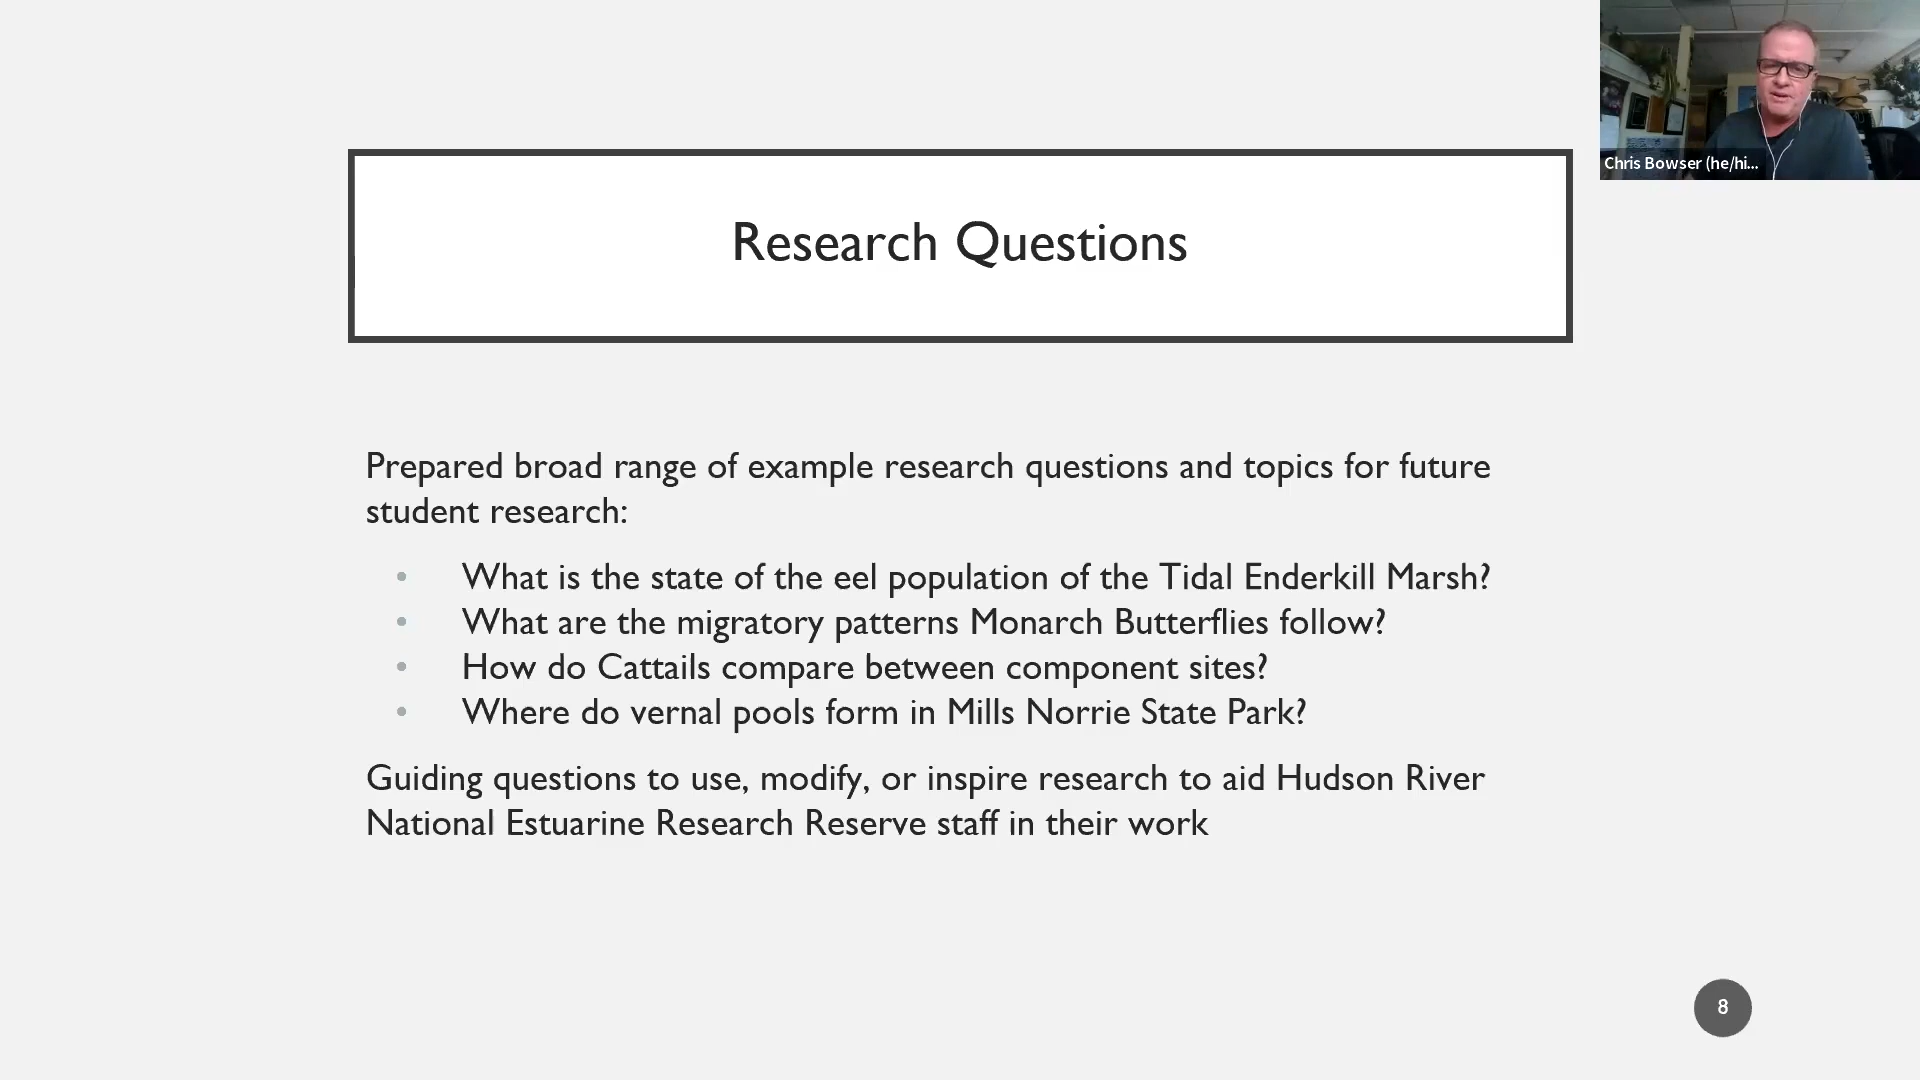 Chris Bowser (he/hi...
Research Questions
Prepared broad range of example research questions and topics for future
student research:
• What is the state of the eel population of the Tidal Enderkill Marsh?
• What are the migratory patterns Monarch Butterflies follow?
• How do Cattails compare between component sites?
• Where do vernal pools form in Mills Norrie State Park?
Guiding questions to use, modify, or inspire research to aid Hudson River
National Estuarine Research Reserve staff in their work
8